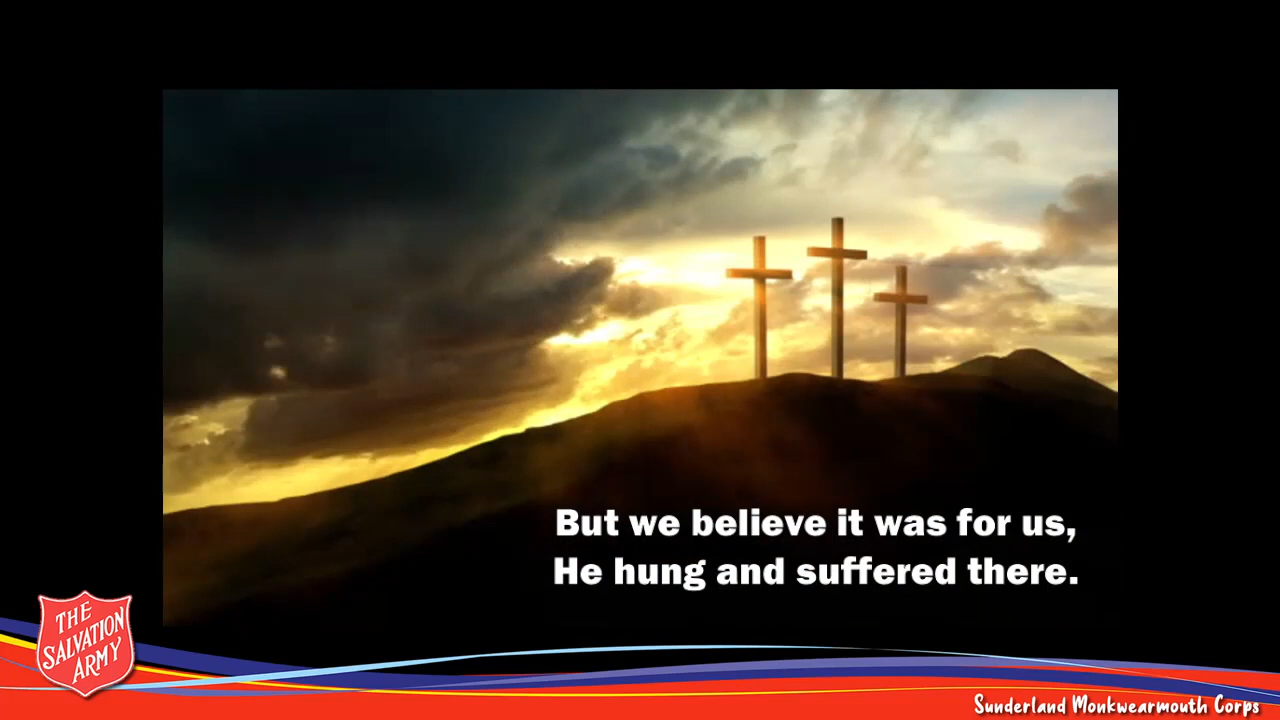 But we believe it was for us,
He hung and suffered there.
THE
SALVATION
ARMY
Sunderland Monkwearmouth Corps